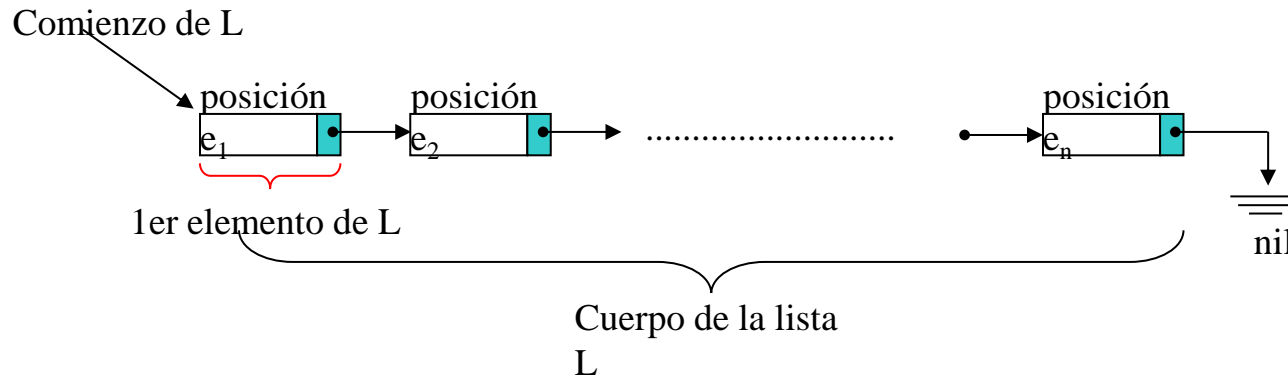 Comienzo de L
posición posición posición
e₁ e₂ ........................... eₙ
1er elemento de L
nil
Cuerpo de la lista
L